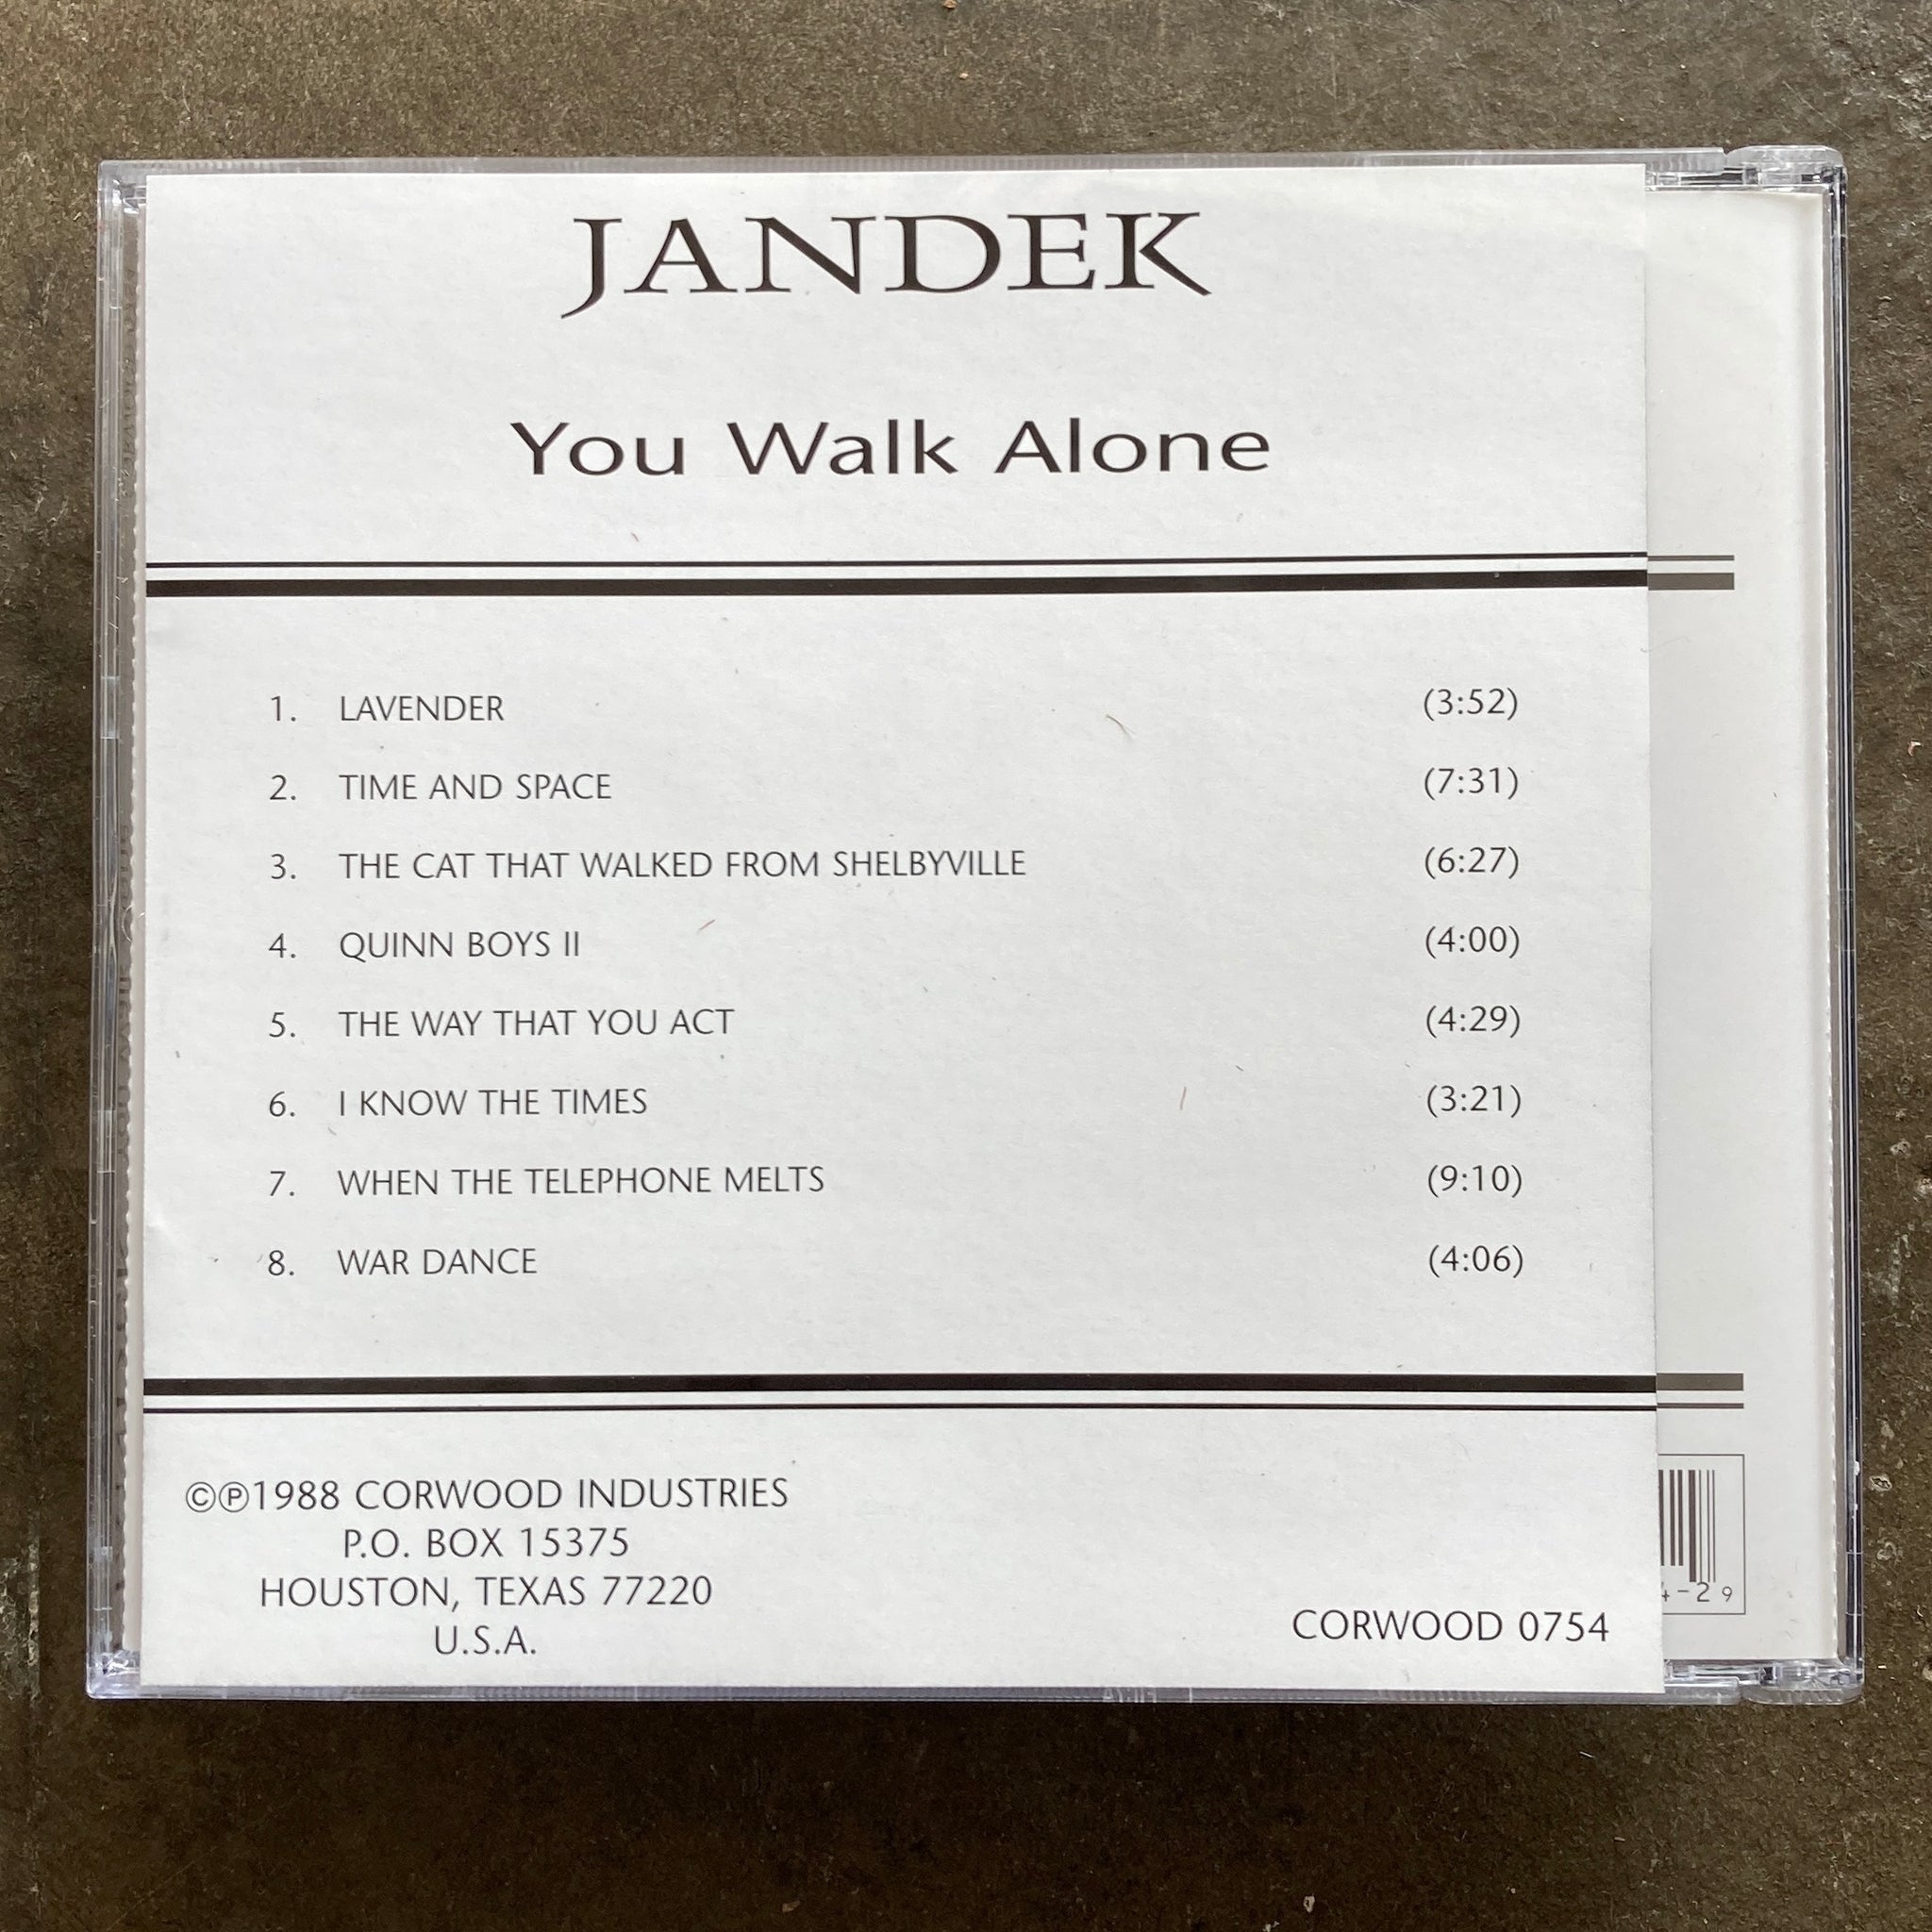 JANDEK
You Walk Alone
1. LAVENDER (3:52)
2. TIME AND SPACE (7:31)
3. THE CAT THAT WALKED FROM SHELBYVILLE (6:27)
4. QUINN BOYS II (4:00)
5. THE WAY THAT YOU ACT (4:29)
6. I KNOW THE TIMES (3:21)
7. WHEN THE TELEPHONE MELTS (9:10)
8. WAR DANCE (4:06)
©℗1988 CORWOOD INDUSTRIES
P.O. BOX 15375
HOUSTON, TEXAS 77220
U.S.A.
CORWOOD 0754
4-29